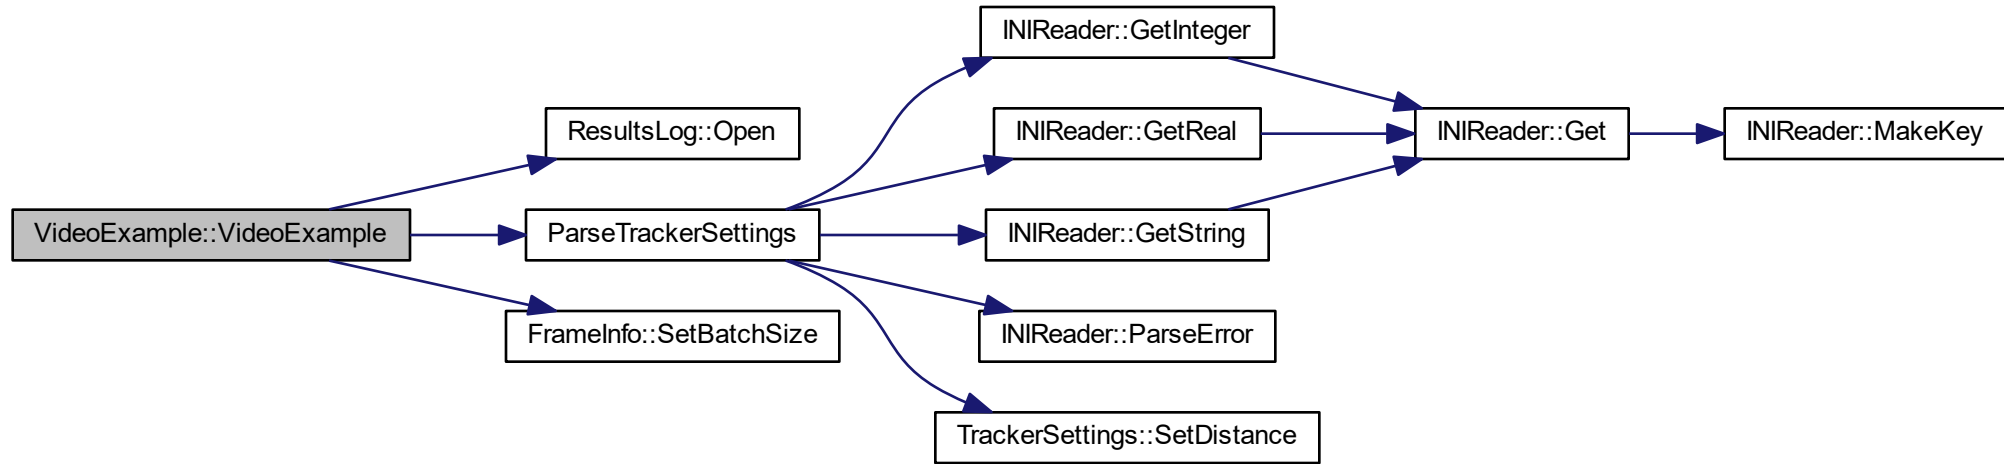 INIReader::GetInteger
ResultsLog::Open
INIReader::GetReal
INIReader::Get
INIReader::MakeKey
VideoExample::VideoExample
ParseTrackerSettings
INIReader::GetString
FrameInfo::SetBatchSize
INIReader::ParseError
TrackerSettings::SetDistance